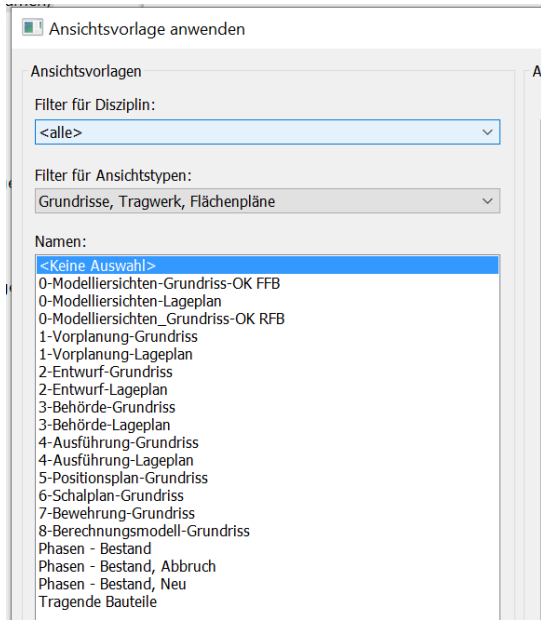 Ansichtsvorlage anwenden
Ansichtsvorlagen
A
Filter für Disziplin:
<alle>
Filter für Ansichtstypen:
Grundrisse, Tragwerk, Flächenpläne
Namen:
<Keine Auswahl>
0-Modelliersichten-Grundriss-OK FFB
0-Modelliersichten-Lageplan
0-Modelliersichten_Grundriss-OK RFB
1-Vorplanung-Grundriss
1-Vorplanung-Lageplan
2-Entwurf-Grundriss
2-Entwurf-Lageplan
3-Behörde-Grundriss
3-Behörde-Lageplan
4-Ausführung-Grundriss
4-Ausführung-Lageplan
5-Positionsplan-Grundriss
6-Schalplan-Grundriss
7-Bewehrung-Grundriss
8-Berechnungsmodell-Grundriss
Phasen - Bestand
Phasen - Bestand, Abbruch
Phasen - Bestand, Neu
Tragende Bauteile